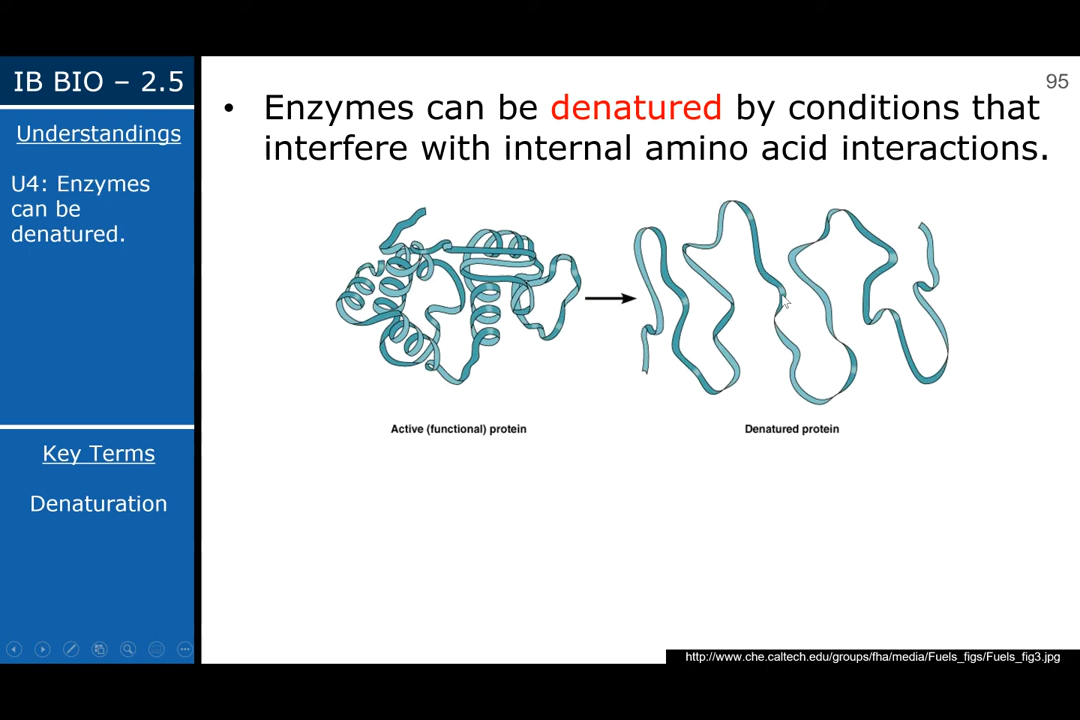 IB BIO – 2.5
Understandings
U4: Enzymes
can be
denatured.
Key Terms
Denaturation
95
• Enzymes can be denatured by conditions that
interfere with internal amino acid interactions.
Active (functional) protein
Denatured protein
http://www.che.caltech.edu/groups/fha/media/Fuels_figs/Fuels_fig3.jpg